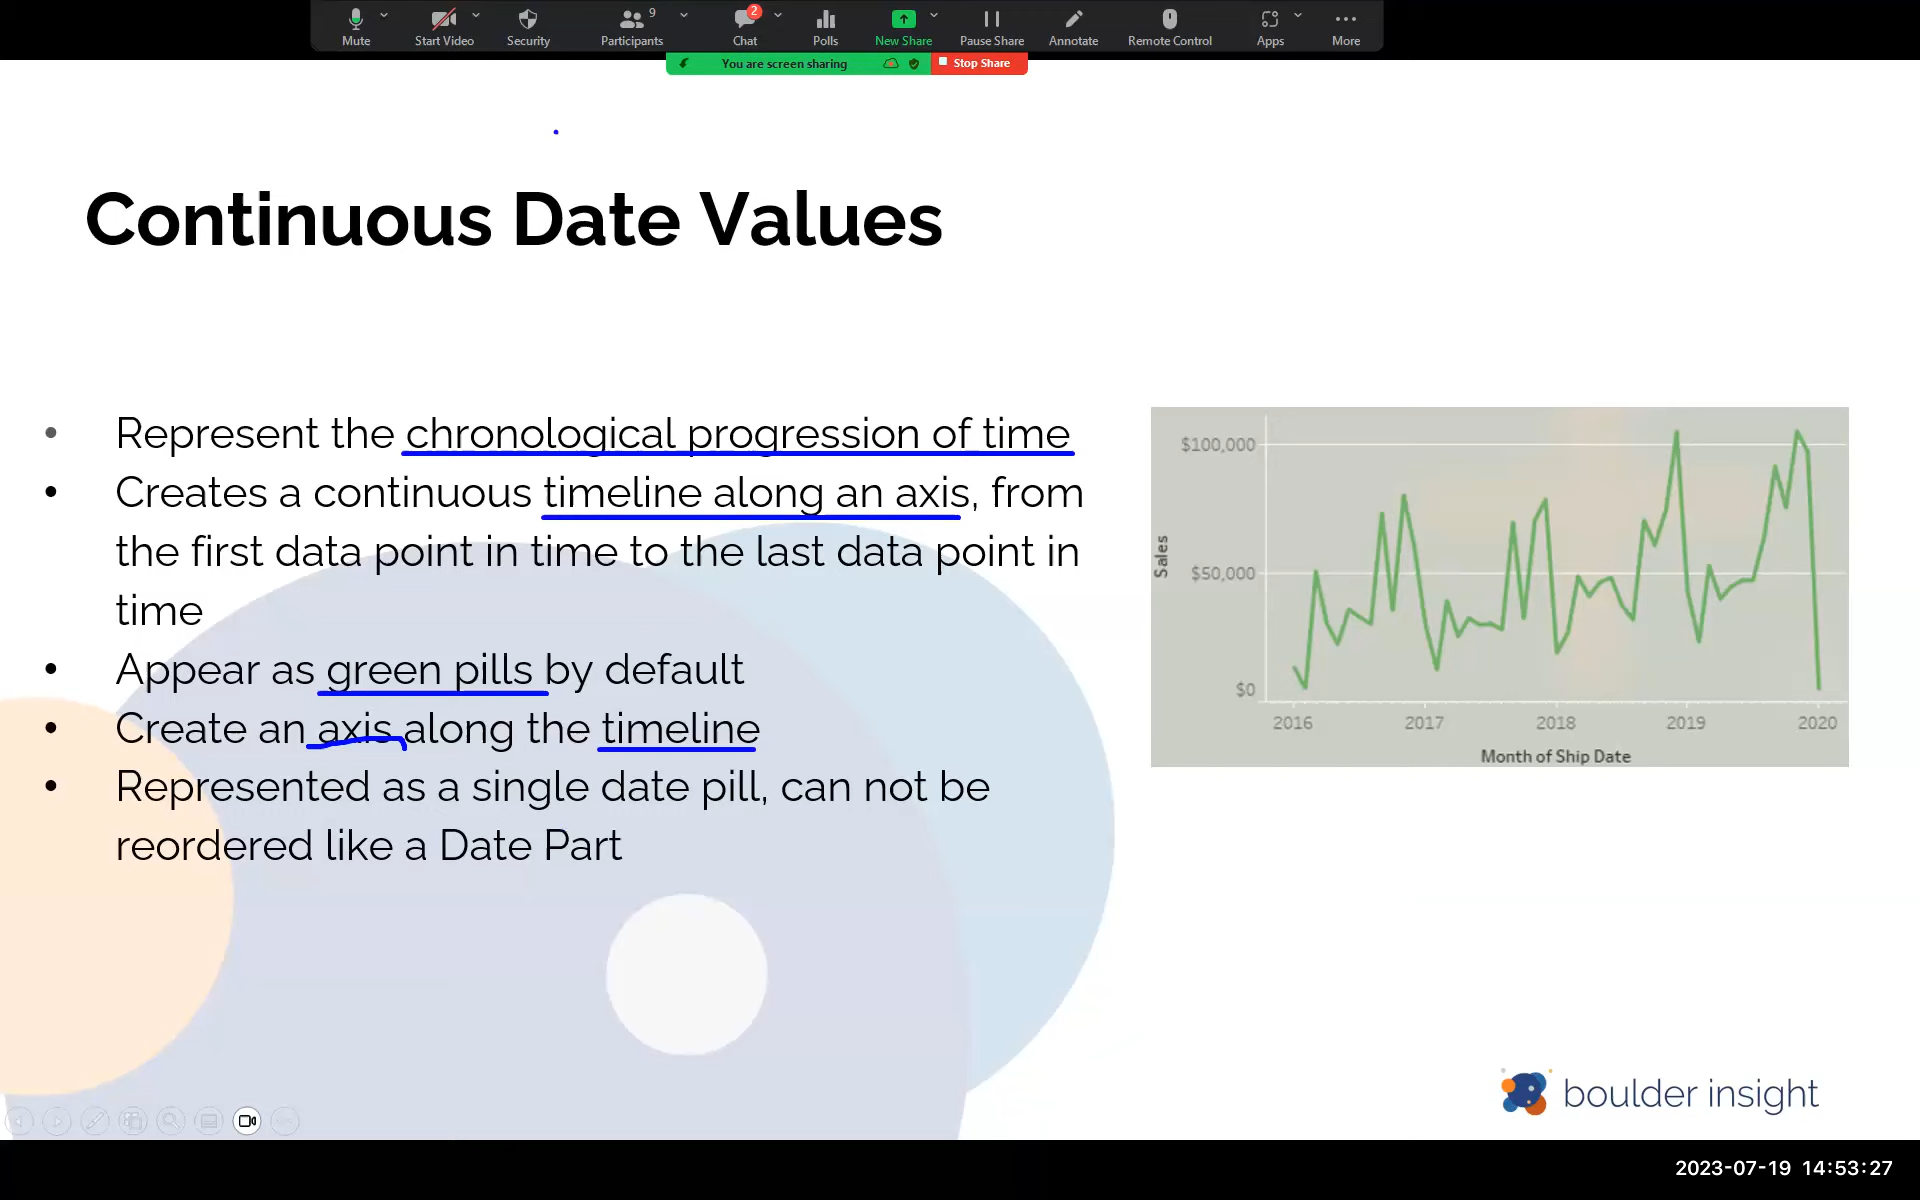 Mute
Start Video
Security
Participants
9
Chat
2
Polls
New Share
Pause Share
Annotate
Remote Control
Apps
More
You are screen sharing
Stop Share
Continuous Date Values
• Represent the chronological progression of time
• Creates a continuous timeline along an axis, from
the first data point in time to the last data point in
time
• Appear as green pills by default
• Create an axis along the timeline
• Represented as a single date pill, can not be
reordered like a Date Part
$100,000
$50,000
$0
Sales
2016 2017 2018 2019 2020
Month of Ship Date
boulder insight
2023-07-19 14:53:27